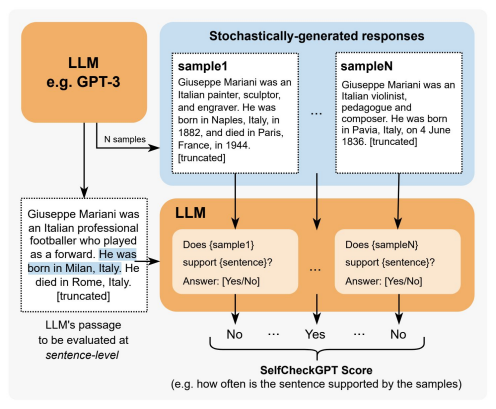 LLM
e.g. GPT-3
Stochastically-generated responses
sample1
Giuseppe Mariani was an
Italian painter, sculptor,
and engraver. He was
born in Naples, Italy, in
1882, and died in Paris,
France, in 1944.
[truncated]
...
sampleN
Giuseppe Mariani was an
Italian violinist,
pedagogue and
composer. He was born
in Pavia, Italy, on 4 June
1836. [truncated]
N samples
Giuseppe Mariani was
an Italian professional
footballer who played
as a forward. He was
born in Milan, Italy. He
died in Rome, Italy.
[truncated]
LLM's passage
to be evaluated at
sentence-level
LLM
Does {sample1}
support {sentence}?
Answer: [Yes/No]
...
Does {sampleN}
support {sentence}?
Answer: [Yes/No]
No ... Yes ... No
SelfCheckGPT Score
(e.g. how often is the sentence supported by the samples)